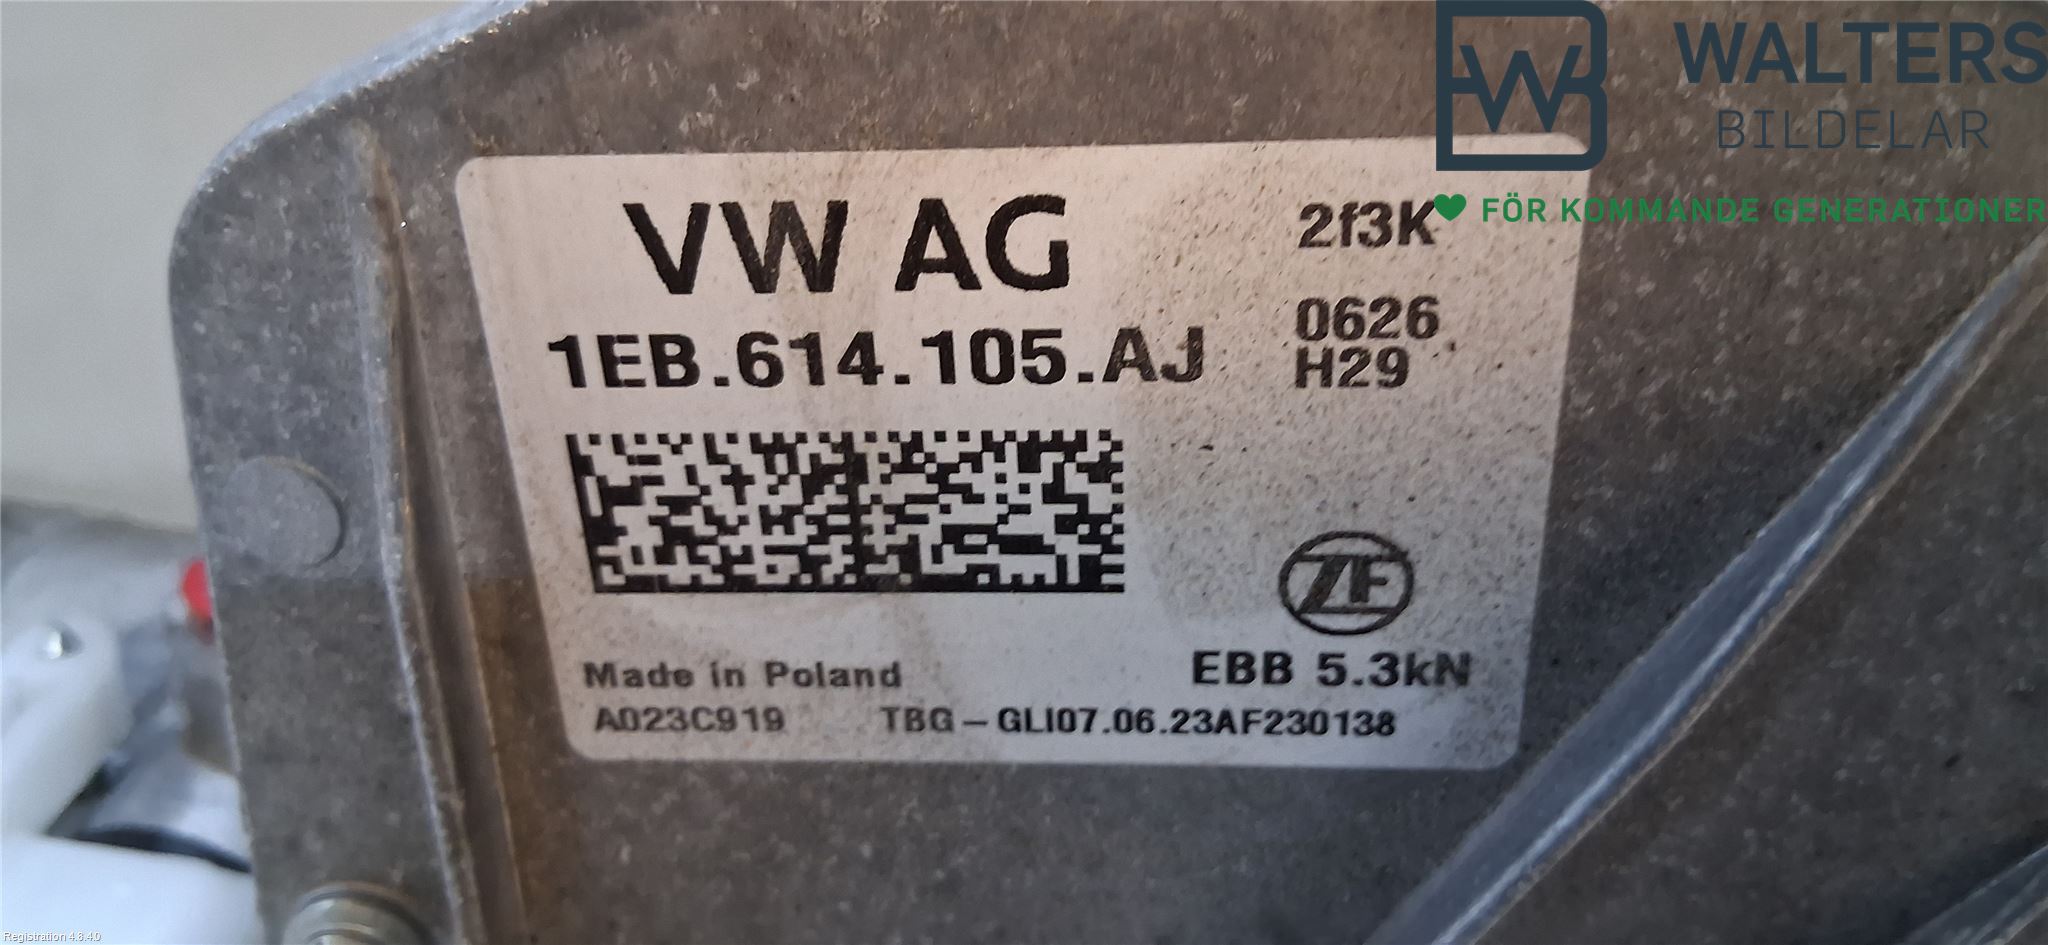 WALTERS
BILDELAR
FÖR KOMMANDE GENERATIONER
VW AG
2f3K
1EB.614.105.AJ
0626
H29
ZF
Made in Poland
EBB 5.3kN
A023C919 TBG-GLI07.06.23AF230138
Registration 4.8.4.0